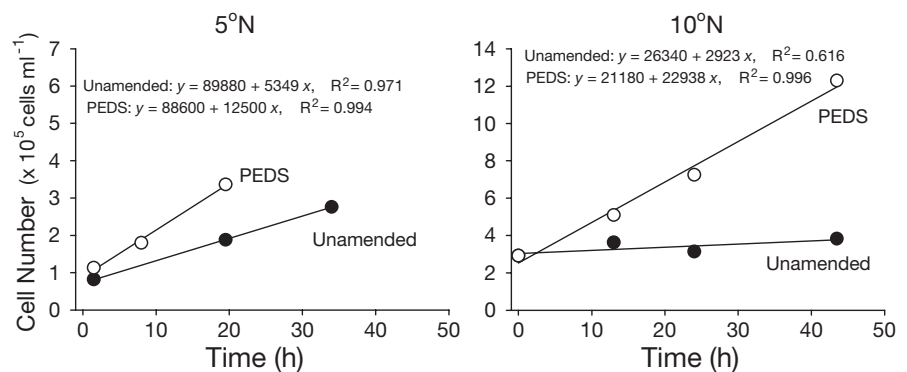 5°N
7
6
5
4
3
2
1
0
Cell Number (x 10⁵ cells ml⁻¹)
Unamended: y = 89880 + 5349 x, R² = 0.971
PEDS: y = 88600 + 12500 x, R² = 0.994
PEDS
Unamended
0 10 20 30 40 50
Time (h)
10°N
14
12
10
8
6
4
2
0
Unamended: y = 26340 + 2923 x, R² = 0.616
PEDS: y = 21180 + 22938 x, R² = 0.996
PEDS
Unamended
0 10 20 30 40 50
Time (h)